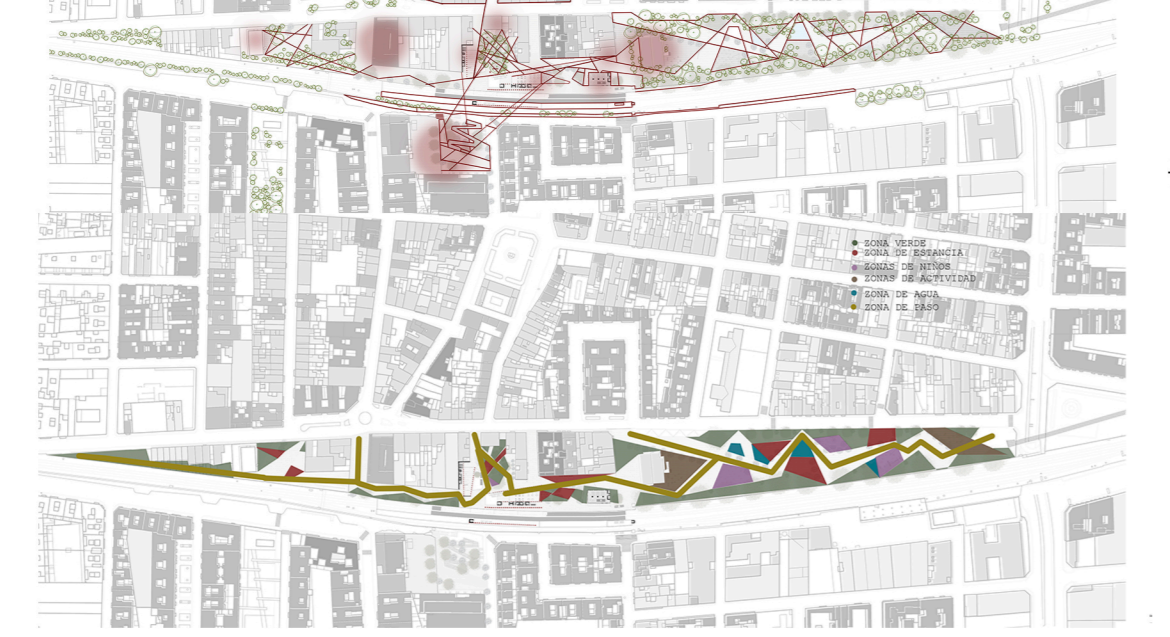 ZONA VERDE
ZONA DE ESTANCIA
ZONAS DE NIÑOS
ZONAS DE ACTIVIDAD
ZONA DE AGUA
ZONA DE PASO